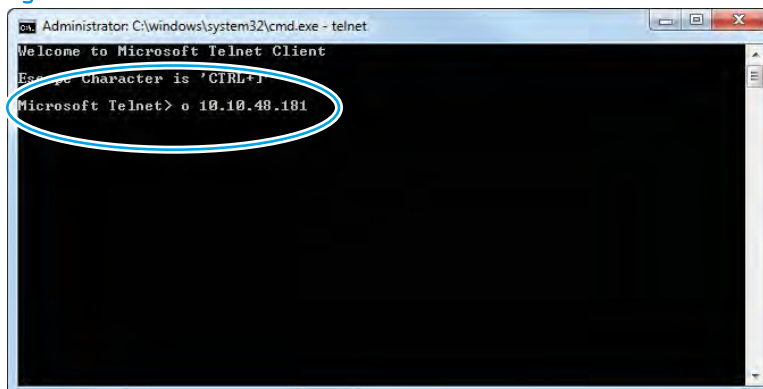 Administrator: C:\windows\system32\cmd.exe - telnet
Welcome to Microsoft Telnet Client
Escape Character is 'CTRL+]'
Microsoft Telnet> o 10.10.48.181